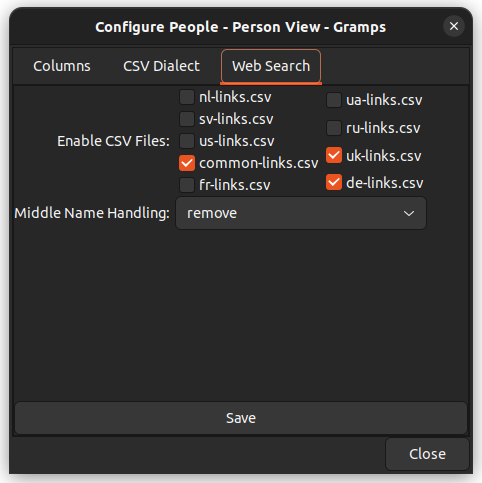 Configure People - Person View - Gramps
Columns CSV Dialect Web Search
Enable CSV Files:
nl-links.csv
sv-links.csv
us-links.csv
common-links.csv
fr-links.csv
ua-links.csv
ru-links.csv
uk-links.csv
de-links.csv
Middle Name Handling: remove
Save
Close